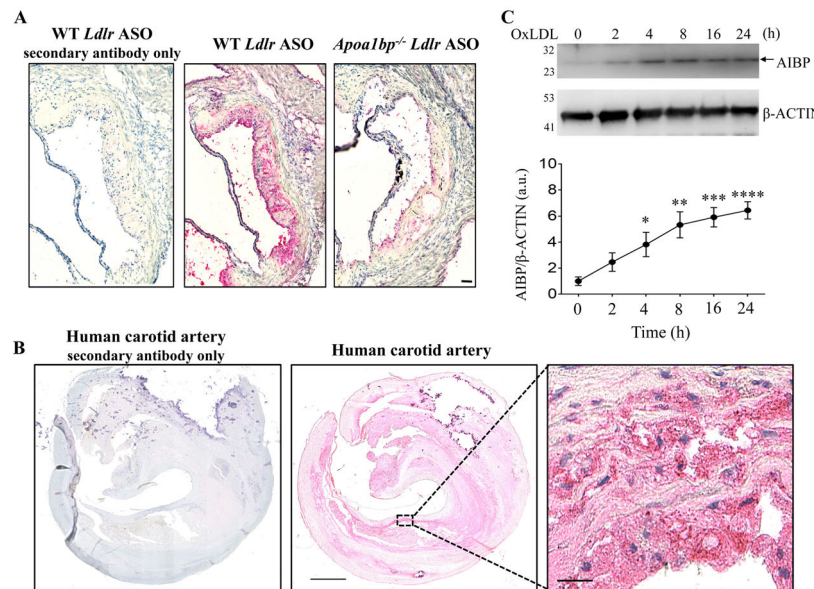 A
WT Ldlr ASO
secondary antibody only
WT Ldlr ASO
Apoa1bp-/- Ldlr ASO
C
OxLDL 0 2 4 8 16 24 (h)
32
23
AIBP
53
41
β-ACTIN
10
8
6
4
2
0
AIBP/β-ACTIN (a.u.)
* ** *** ****
0 2 4 8 16 24
Time (h)
B
Human carotid artery
secondary antibody only
Human carotid artery